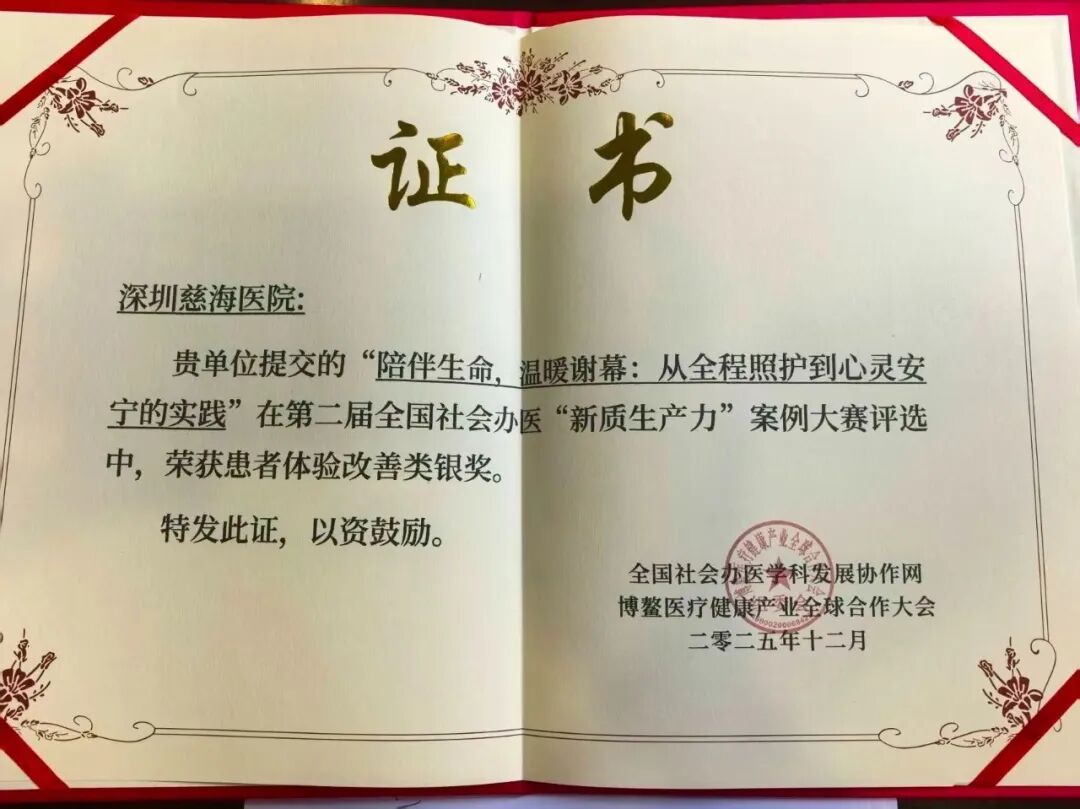 证书
深圳慈海医院:
贵单位提交的“陪伴生命，温暖谢幕：从全程照护到心灵安
宁的实践”在第二届全国社会办医“新质生产力”案例大赛评选
中，荣获患者体验改善类银奖。
特发此证，以资鼓励。
全国社会办医学科发展协作网
博鳌医疗健康产业全球合作大会
二零二五年十二月